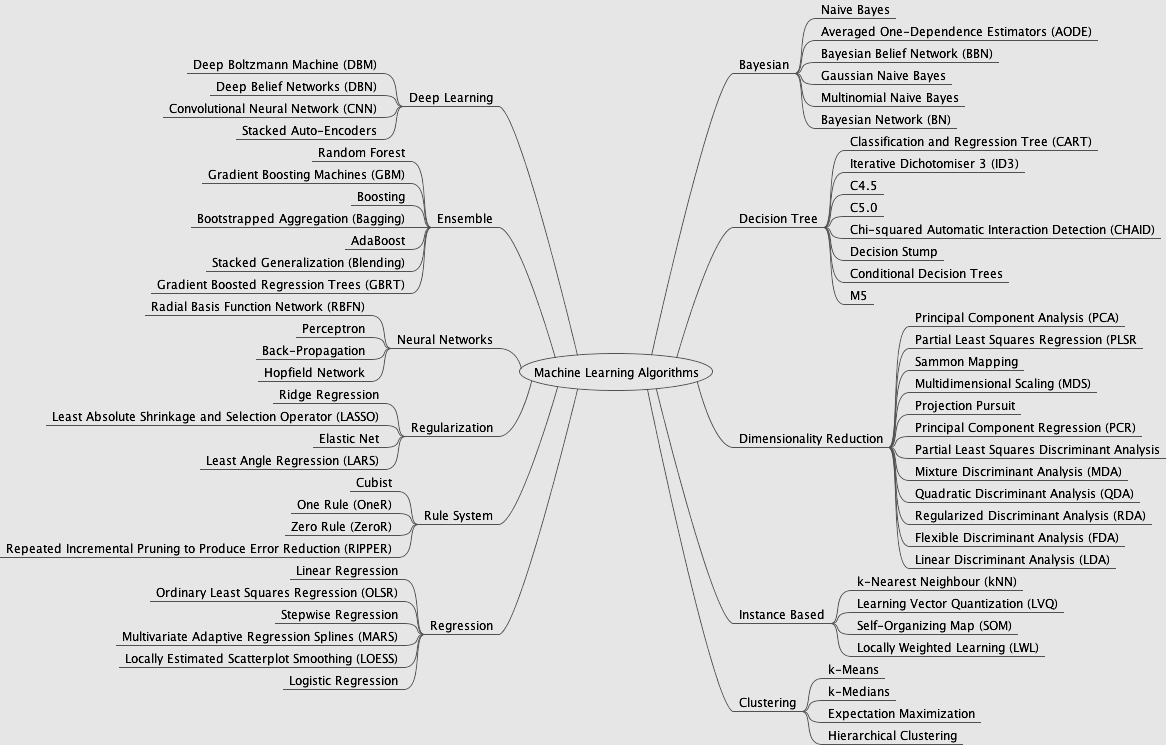 Machine Learning Algorithms
Deep Learning
Deep Boltzmann Machine (DBM)
Deep Belief Networks (DBN)
Convolutional Neural Network (CNN)
Stacked Auto-Encoders
Ensemble
Random Forest
Gradient Boosting Machines (GBM)
Boosting
Bootstrapped Aggregation (Bagging)
AdaBoost
Stacked Generalization (Blending)
Gradient Boosted Regression Trees (GBRT)
Neural Networks
Radial Basis Function Network (RBFN)
Perceptron
Back-Propagation
Hopfield Network
Regularization
Ridge Regression
Least Absolute Shrinkage and Selection Operator (LASSO)
Elastic Net
Least Angle Regression (LARS)
Rule System
Cubist
One Rule (OneR)
Zero Rule (ZeroR)
Repeated Incremental Pruning to Produce Error Reduction (RIPPER)
Regression
Linear Regression
Ordinary Least Squares Regression (OLSR)
Stepwise Regression
Multivariate Adaptive Regression Splines (MARS)
Locally Estimated Scatterplot Smoothing (LOESS)
Logistic Regression
Bayesian
Naive Bayes
Averaged One-Dependence Estimators (AODE)
Bayesian Belief Network (BBN)
Gaussian Naive Bayes
Multinomial Naive Bayes
Bayesian Network (BN)
Decision Tree
Classification and Regression Tree (CART)
Iterative Dichotomiser 3 (ID3)
C4.5
C5.0
Chi-squared Automatic Interaction Detection (CHAID)
Decision Stump
Conditional Decision Trees
M5
Dimensionality Reduction
Principal Component Analysis (PCA)
Partial Least Squares Regression (PLSR
Sammon Mapping
Multidimensional Scaling (MDS)
Projection Pursuit
Principal Component Regression (PCR)
Partial Least Squares Discriminant Analysis
Mixture Discriminant Analysis (MDA)
Quadratic Discriminant Analysis (QDA)
Regularized Discriminant Analysis (RDA)
Flexible Discriminant Analysis (FDA)
Linear Discriminant Analysis (LDA)
Instance Based
k-Nearest Neighbour (kNN)
Learning Vector Quantization (LVQ)
Self-Organizing Map (SOM)
Locally Weighted Learning (LWL)
Clustering
k-Means
k-Medians
Expectation Maximization
Hierarchical Clustering